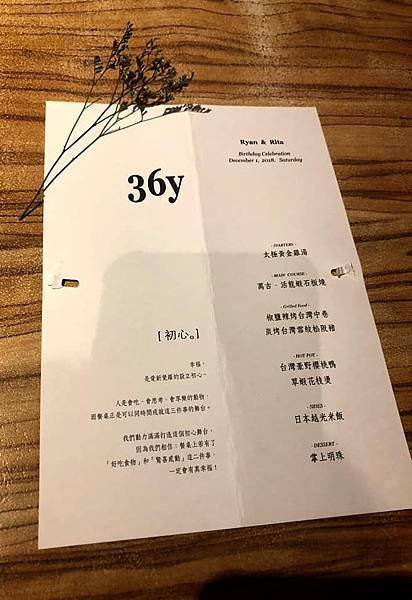 36y
【初心。】
幸福，
是愛新覺羅的設立初心~
人是會吃、會思考、會享樂的動物，
而餐桌正是可以同時間成就這三件事的舞台。
我們動力滿滿打造這個初心舞台，
因為我們相信：餐桌上若有了
「好吃食物」和「驚喜感動」這二件事，
一定會有真幸福！
Ryan & Rita
Birthday Celebration
December 1, 2018. Saturday
- STARTERS -
太極黃金雞湯
- MAIN COURSE -
萬古·活龍蝦石板燒
- Grilled Food -
椒鹽辣烤台灣中卷
炭烤台灣雪紋松阪豬
- HOT POT -
台灣豪野櫻桃鴨
草蝦花枝燙
- SIDES -
日本越光米飯
- DESSERT -
掌上明珠